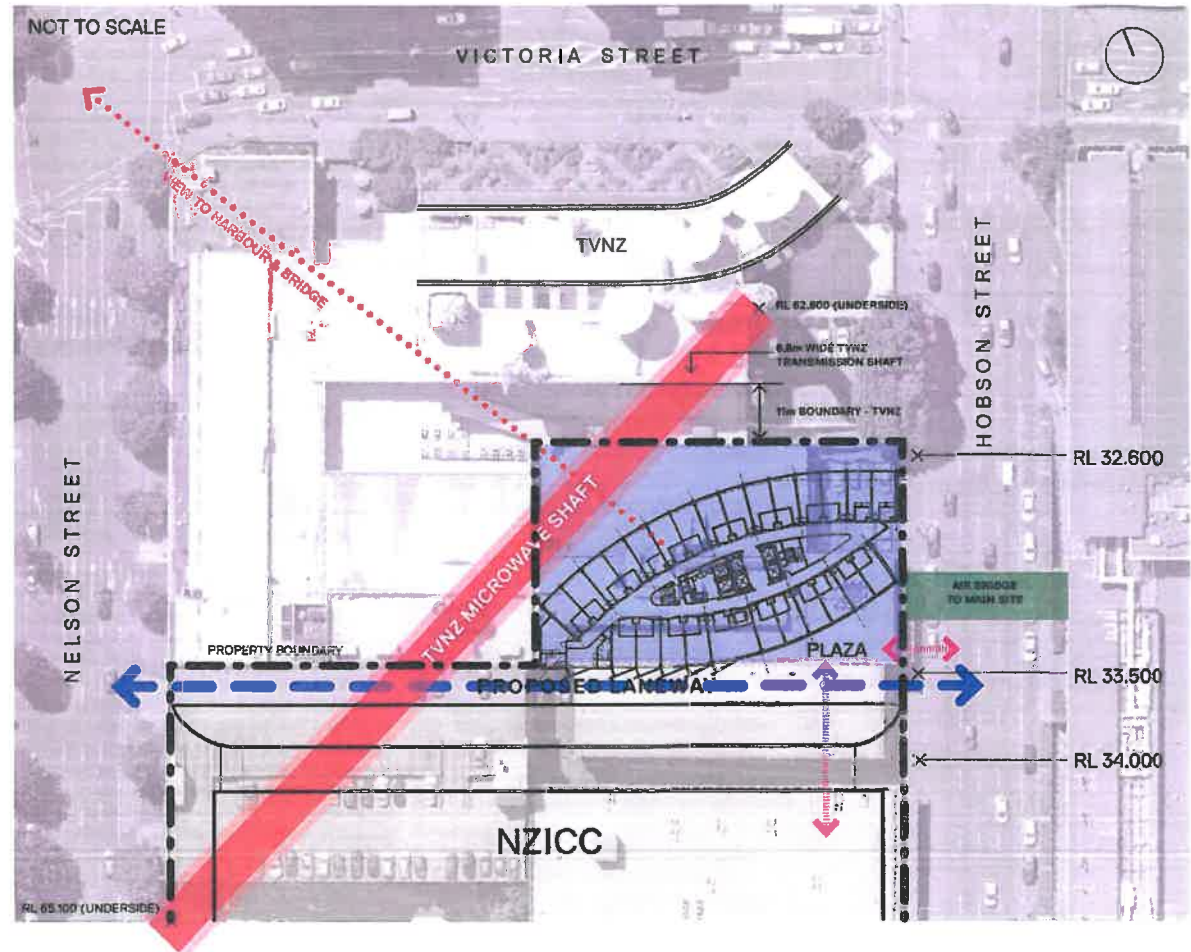 NOT TO SCALE
VICTORIA STREET
VIEW TO HARBOUR BRIDGE
TVNZ
HOBSON STREET
RL 62.600 (UNDERSIDE)
6.8m WIDE TVNZ
TRANSMISSION SHAFT
11m BOUNDARY - TVNZ
RL 32.600
NELSON STREET
TVNZ MICROWAVE SHAFT
AIR BRIDGE
TO MAIN SITE
PROPERTY BOUNDARY
PLAZA
RL 33.500
PROPOSED LANEWAY
RL 34.000
NZICC
RL 65.100 (UNDERSIDE)